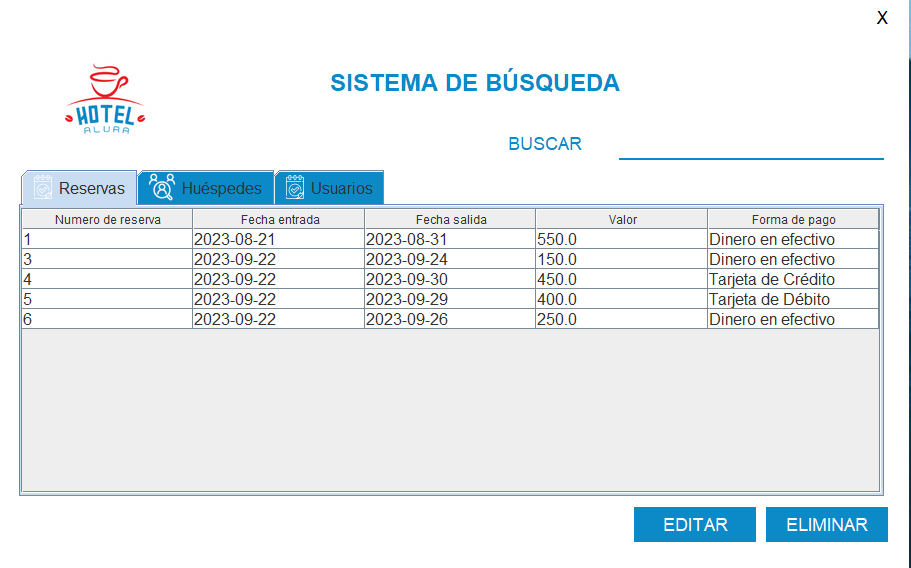 X
HOTEL
ALURA
SISTEMA DE BÚSQUEDA
BUSCAR
Reservas Huéspedes Usuarios
Numero de reserva Fecha entrada Fecha salida Valor Forma de pago
1 2023-08-21 2023-08-31 550.0 Dinero en efectivo
3 2023-09-22 2023-09-24 150.0 Dinero en efectivo
4 2023-09-22 2023-09-30 450.0 Tarjeta de Crédito
5 2023-09-22 2023-09-29 400.0 Tarjeta de Débito
6 2023-09-22 2023-09-26 250.0 Dinero en efectivo
EDITAR ELIMINAR